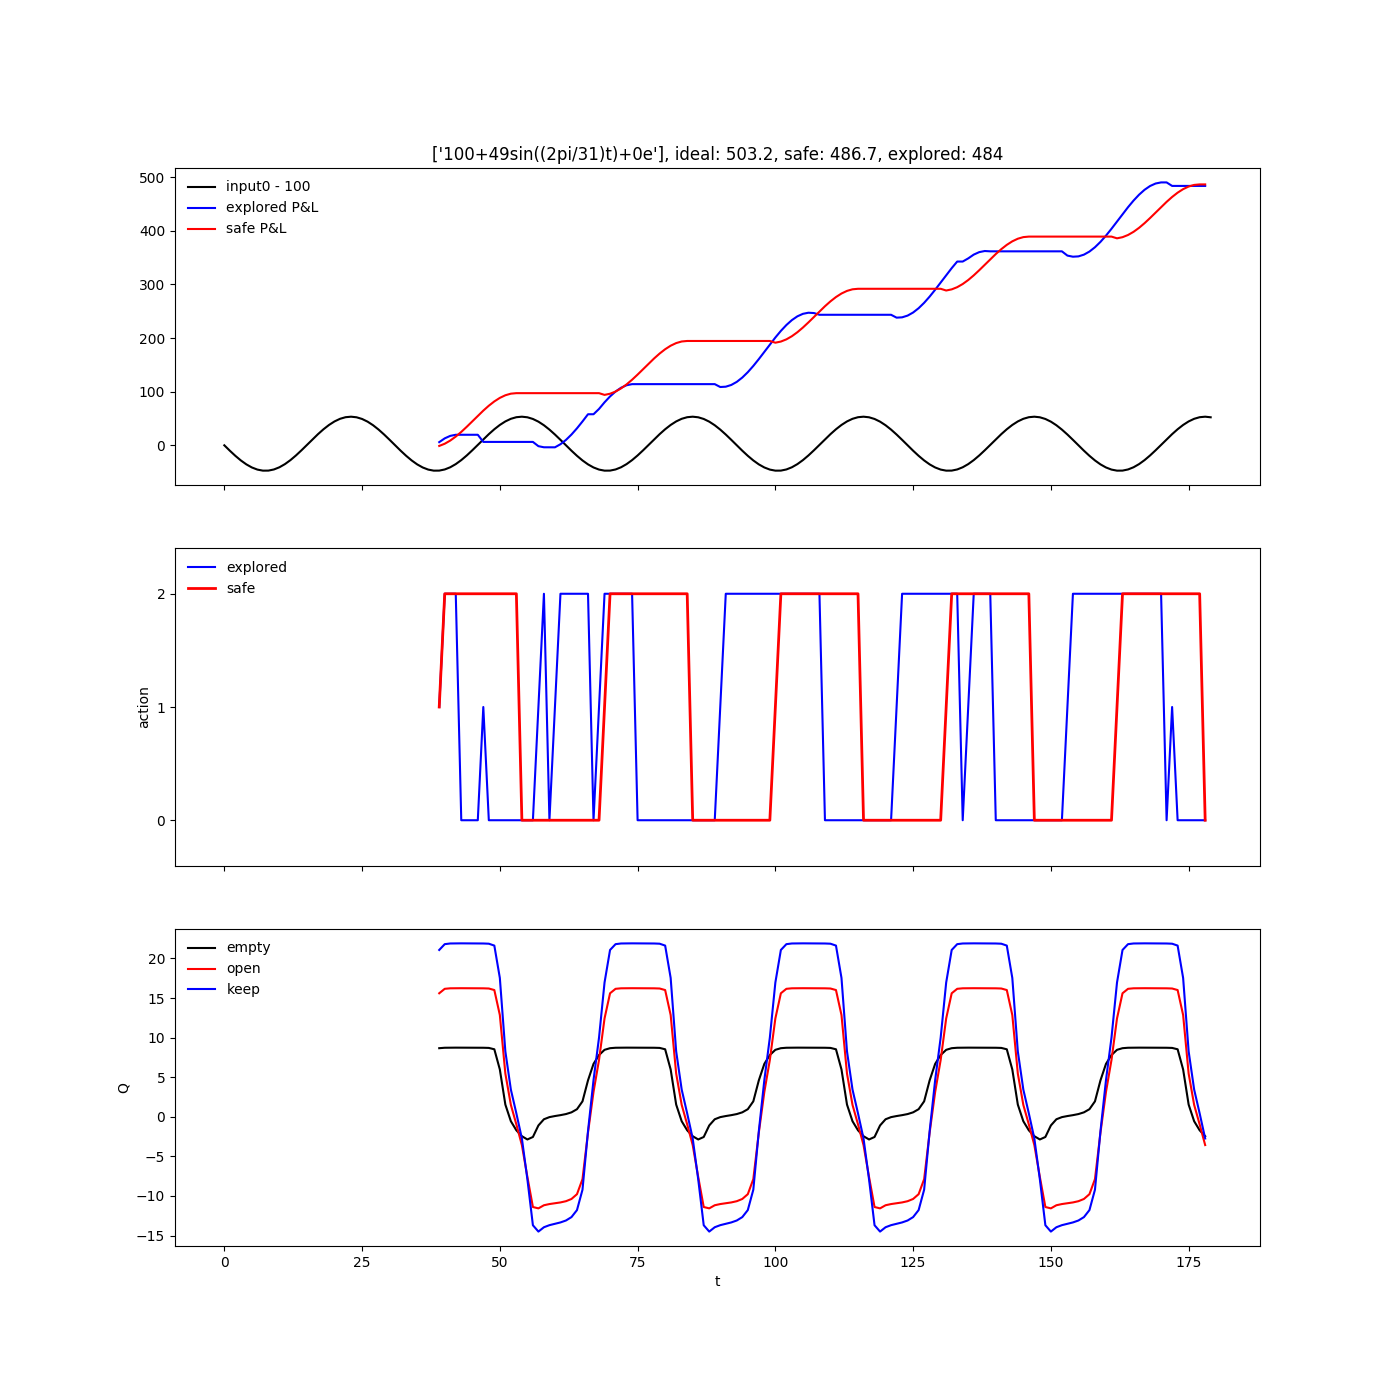 ['100+49sin((2pi/31)t)+0e'], ideal: 503.2, safe: 486.7, explored: 484
500
400
300
200
100
0
input0 - 100
explored P&L
safe P&L
2
1
0
action
explored
safe
20
15
10
5
0
−5
−10
−15
Q
empty
open
keep
0
25
50
75
100
125
150
175
t